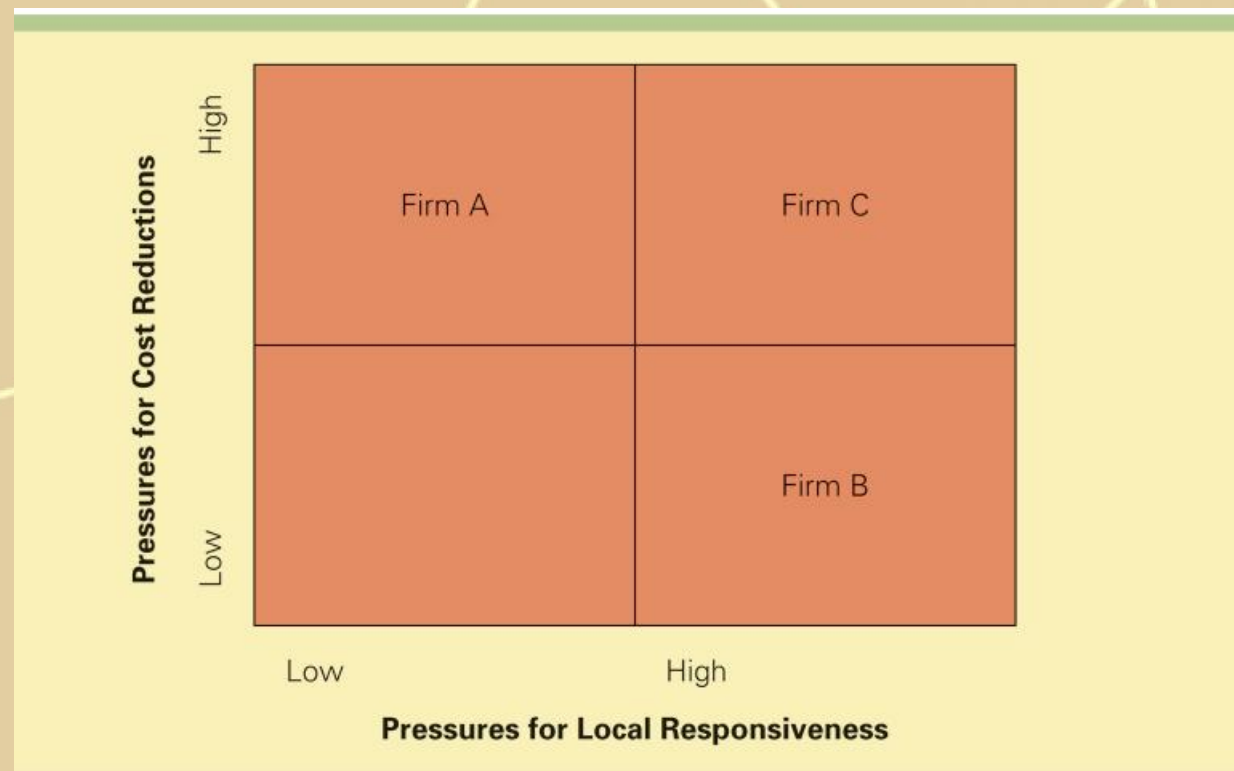 High
Firm A
Firm C
Pressures for Cost Reductions
Firm B
Low
Low
High
Pressures for Local Responsiveness